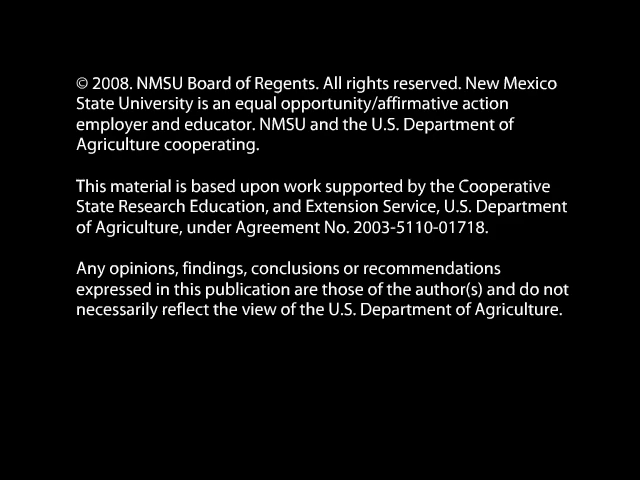 © 2008. NMSU Board of Regents. All rights reserved. New Mexico
State University is an equal opportunity/affirmative action
employer and educator. NMSU and the U.S. Department of
Agriculture cooperating.
This material is based upon work supported by the Cooperative
State Research Education, and Extension Service, U.S. Department
of Agriculture, under Agreement No. 2003-5110-01718.
Any opinions, findings, conclusions or recommendations
expressed in this publication are those of the author(s) and do not
necessarily reflect the view of the U.S. Department of Agriculture.